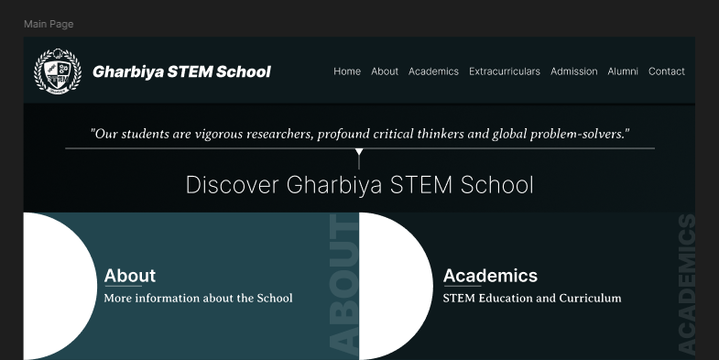 Main Page
Gharbiya STEM School
Home About Academics Extracurriculars Admission Alumni Contact
"Our students are vigorous researchers, profound critical thinkers and global problem-solvers."
Discover Gharbiya STEM School
About
More information about the School
ABOUT
Academics
STEM Education and Curriculum
ACADEMICS